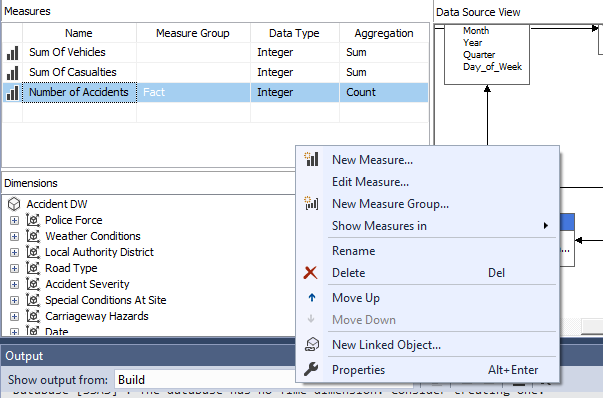 Measures
Name Measure Group Data Type Aggregation
Sum Of Vehicles Integer Sum
Sum Of Casualties Integer Sum
Number of Accidents Fact Integer Count
Data Source View
Month
Year
Quarter
Day_of_Week
...
New Measure...
Edit Measure...
New Measure Group...
Show Measures in
Rename
Delete Del
Move Up
Move Down
New Linked Object...
Properties Alt+Enter
Dimensions
Accident DW
Police Force
Weather Conditions
Local Authority District
Road Type
Accident Severity
Special Conditions At Site
Carriageway Hazards
Date
Output
Show output from: Build
Database [SSAS] : The database has no Time dimension. Consider creating one.